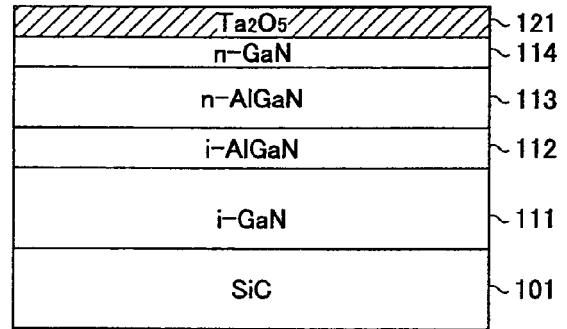 Ta2O5 121
n-GaN 114
n-AlGaN 113
i-AlGaN 112
i-GaN 111
SiC 101